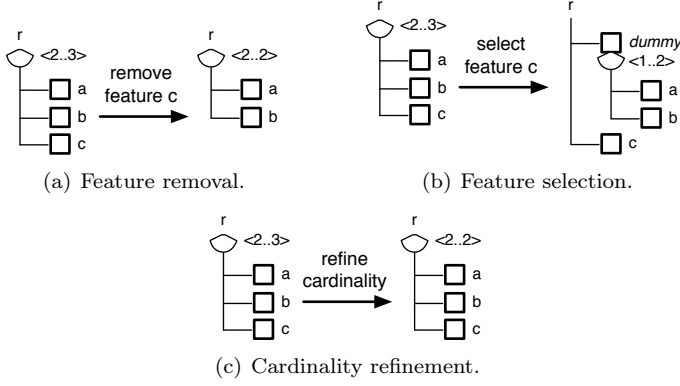 r
<2..3>
a
b
c
remove
feature c
r
<2..2>
a
b
(a) Feature removal.
r
<2..3>
a
b
c
select
feature c
r
dummy
<1..2>
a
b
c
(b) Feature selection.
r
<2..3>
a
b
c
refine
cardinality
r
<2..2>
a
b
c
(c) Cardinality refinement.